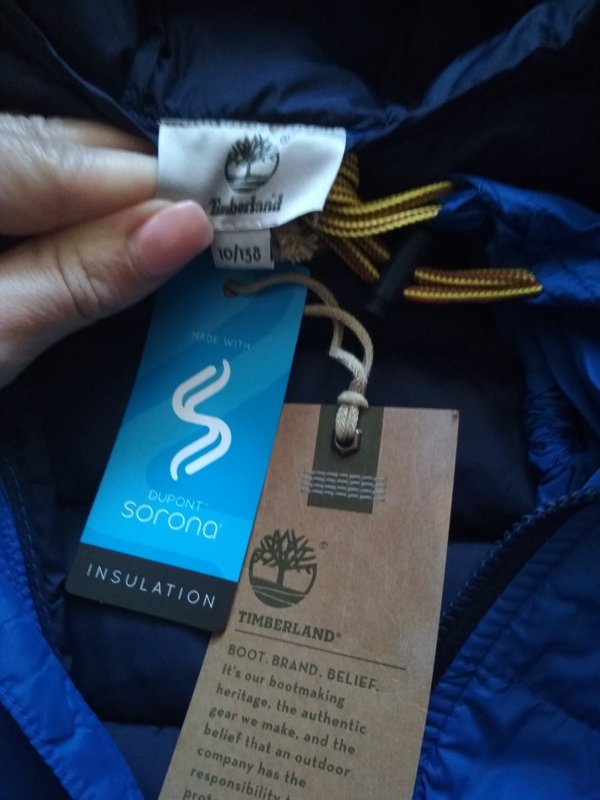 Timberland
10/138
MADE WITH
DUPONT™
sorona®
INSULATION
TIMBERLAND®
BOOT. BRAND. BELIEF.
It's our bootmaking
heritage, the authentic
gear we make, and the
belief that an outdoor
company has the
responsibility